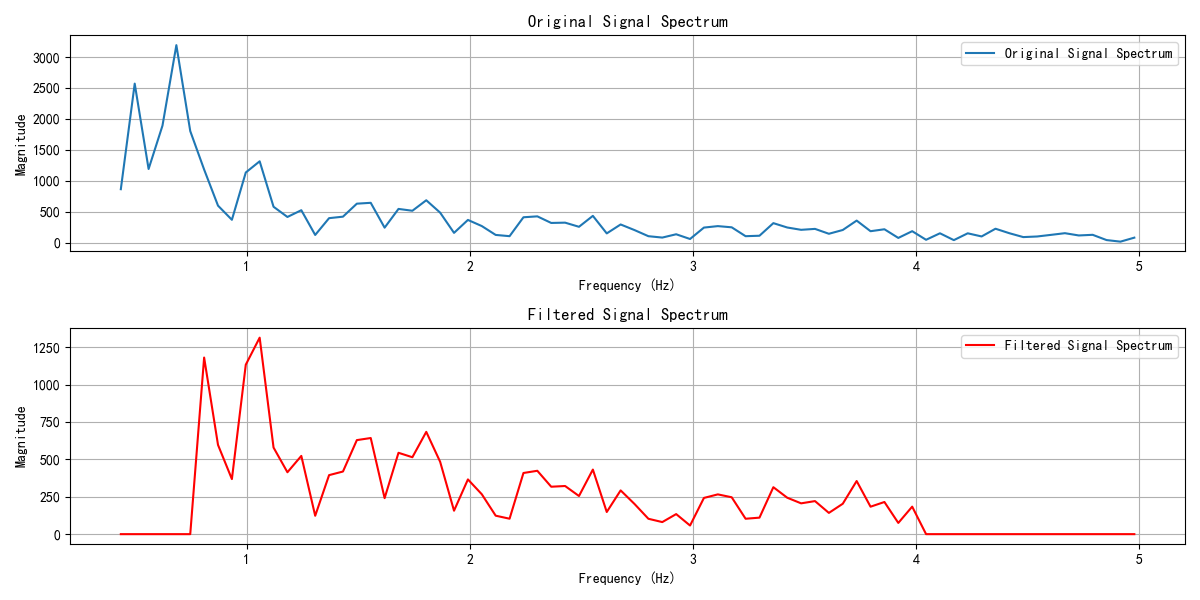 Original Signal Spectrum
Original Signal Spectrum
3000
2500
2000
1500
1000
500
0
Magnitude
1 2 3 4 5
Frequency (Hz)
Filtered Signal Spectrum
Filtered Signal Spectrum
1250
1000
750
500
250
0
Magnitude
1 2 3 4 5
Frequency (Hz)